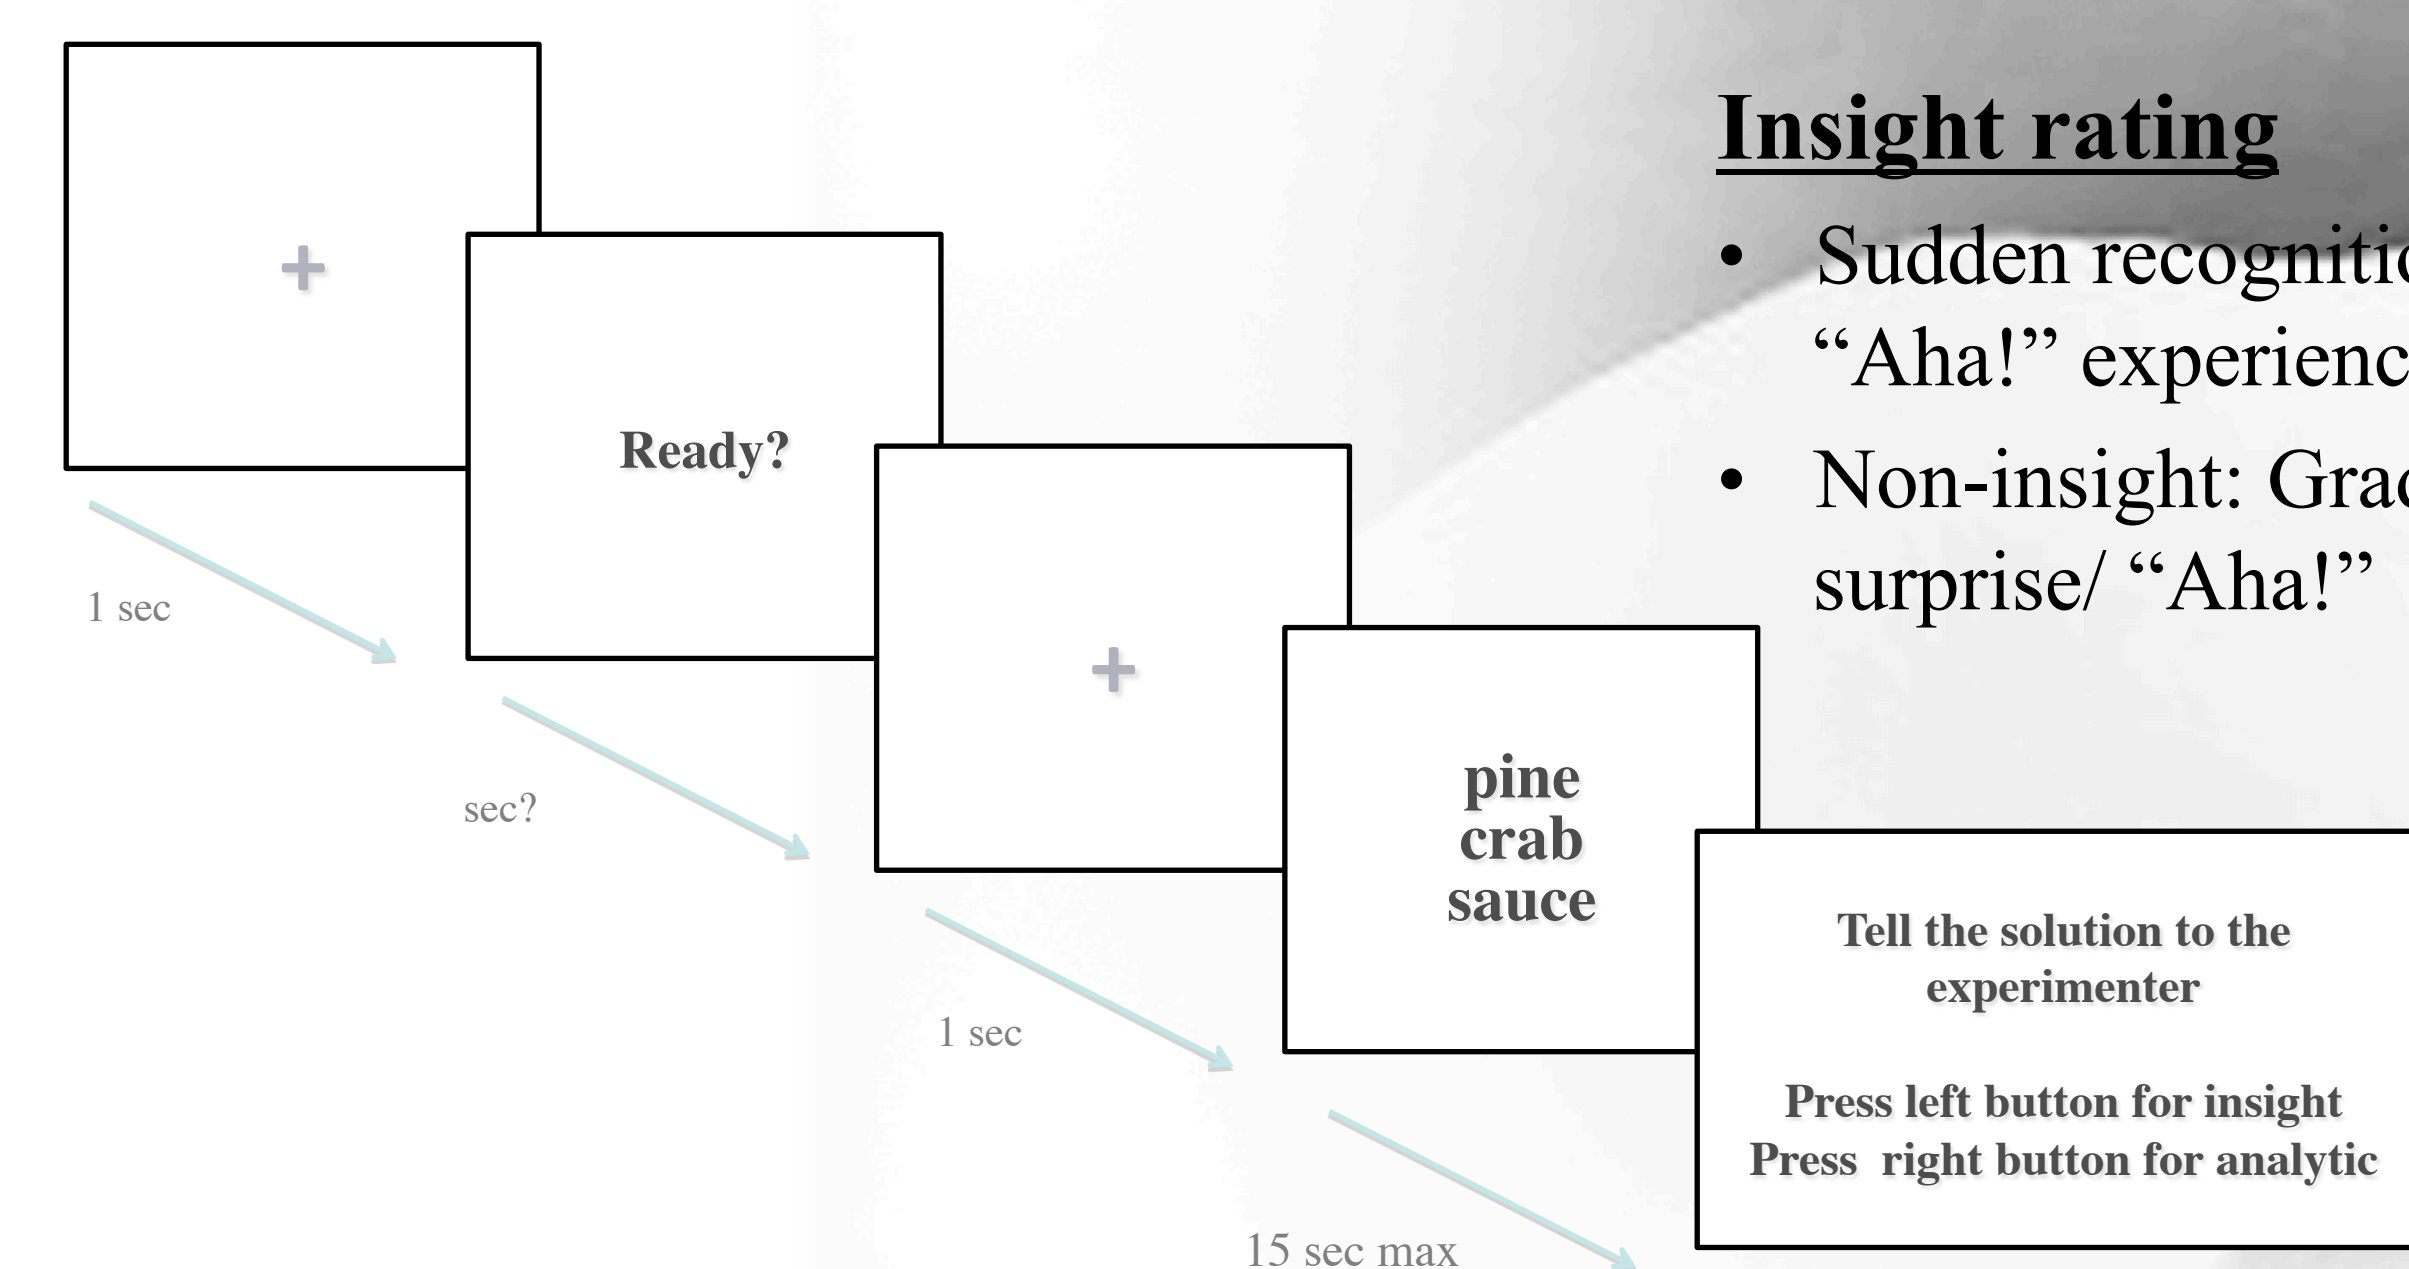 Insight rating
• Sudden recognitio
“Aha!” experienc
• Non-insight: Grad
surprise/ “Aha!”
+
Ready?
+
pine
crab
sauce
Tell the solution to the
experimenter
Press left button for insight
Press right button for analytic
1 sec
sec?
1 sec
15 sec max